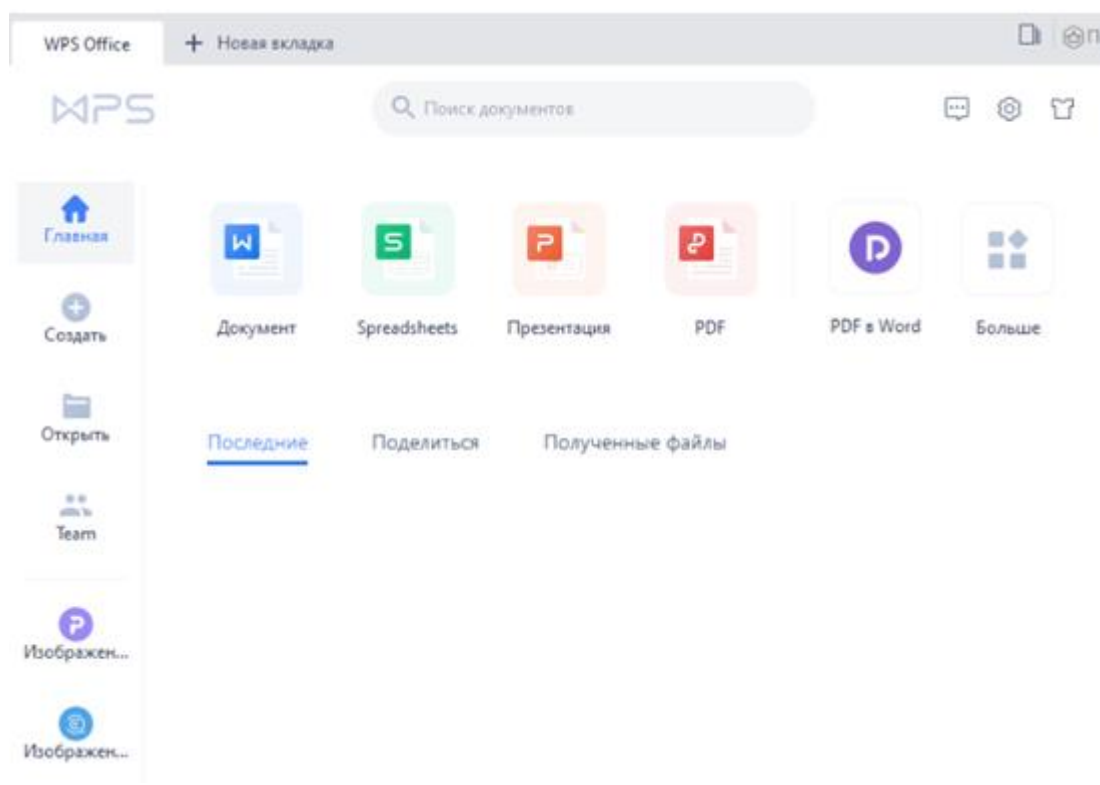 WPS Office
+ Новая вкладка
WPS
Поиск документов
Главная
Создать
Открыть
Team
Изображен...
Изображен...
Документ
Spreadsheets
Презентация
PDF
PDF в Word
Больше
Последние
Поделиться
Полученные файлы